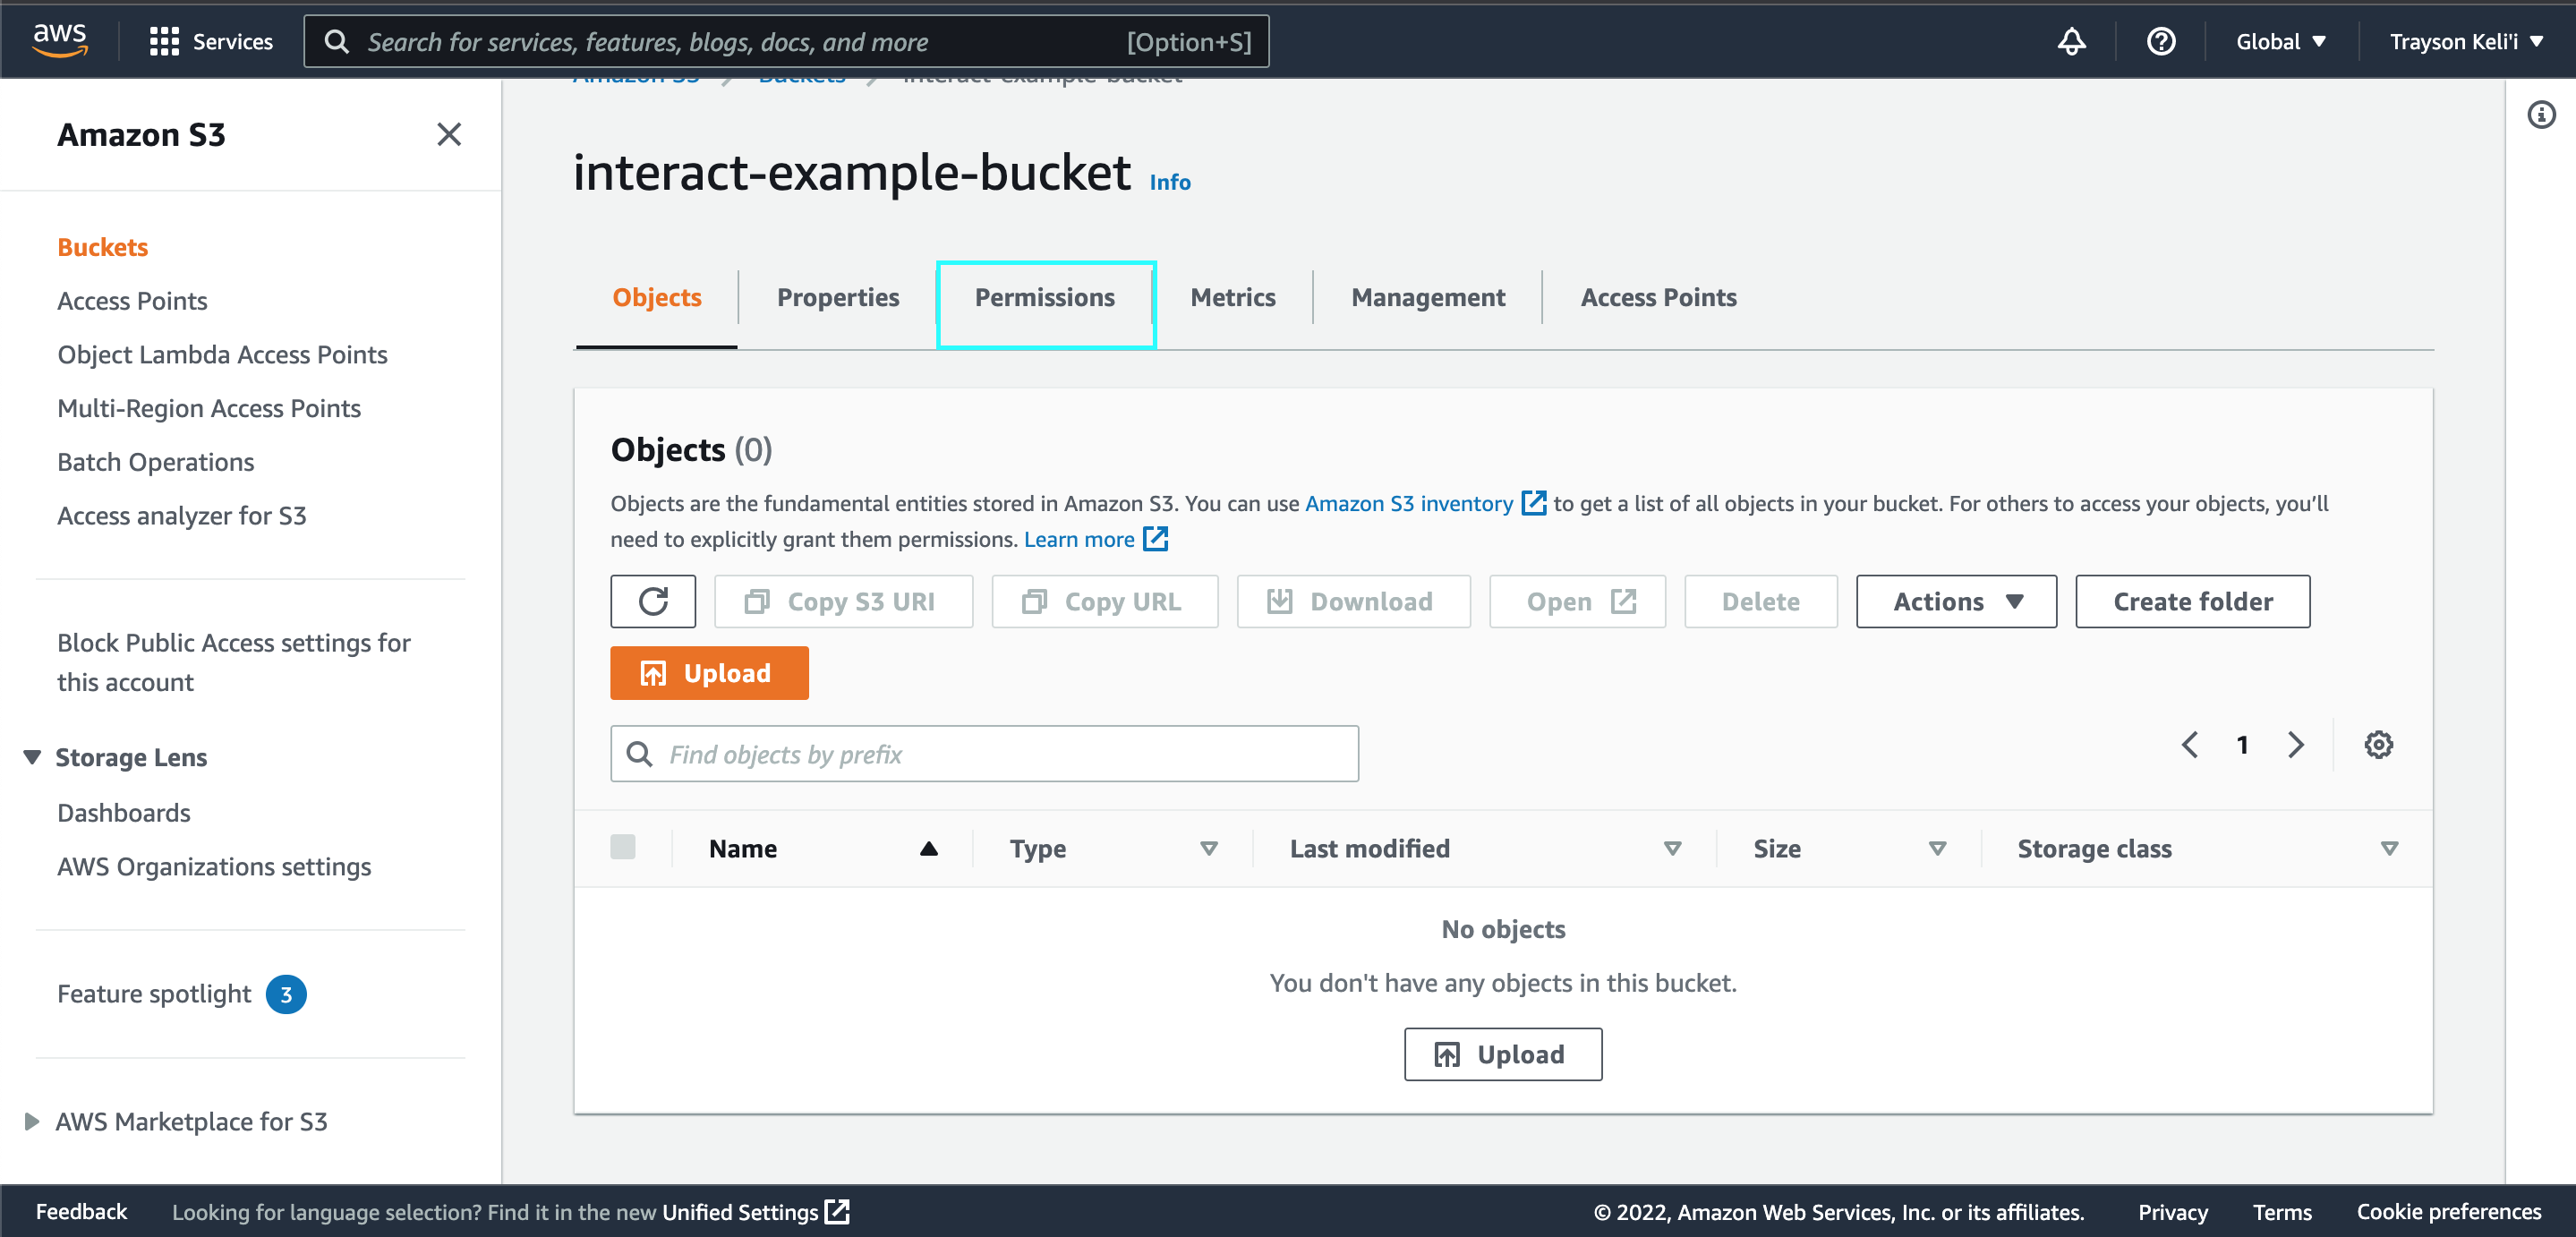 aws
Services
Search for services, features, blogs, docs, and more
[Option+S]
Global
Trayson Keli'i
Amazon S3
Buckets
interact-example-bucket
Amazon S3
Buckets
Access Points
Object Lambda Access Points
Multi-Region Access Points
Batch Operations
Access analyzer for S3
Block Public Access settings for
this account
Storage Lens
Dashboards
AWS Organizations settings
Feature spotlight 3
AWS Marketplace for S3
interact-example-bucket Info
Objects
Properties
Permissions
Metrics
Management
Access Points
Objects (0)
Objects are the fundamental entities stored in Amazon S3. You can use Amazon S3 inventory to get a list of all objects in your bucket. For others to access your objects, you’ll
need to explicitly grant them permissions. Learn more
Copy S3 URI
Copy URL
Download
Open
Delete
Actions
Create folder
Upload
Find objects by prefix
1
Name
Type
Last modified
Size
Storage class
No objects
You don't have any objects in this bucket.
Upload
Feedback
Looking for language selection? Find it in the new Unified Settings
© 2022, Amazon Web Services, Inc. or its affiliates.
Privacy
Terms
Cookie preferences